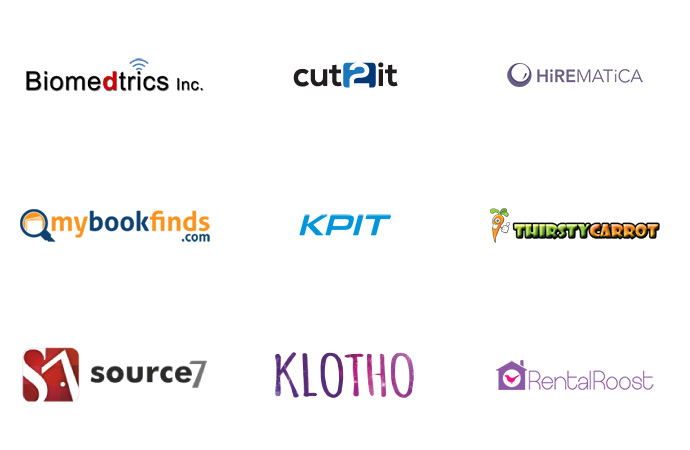 Biomedtrics Inc.
cut2it
HiREMATiCA
mybookfinds
.com
KPIT
THIRSTYCARROT
source7
KLOTHO
RentalRoost